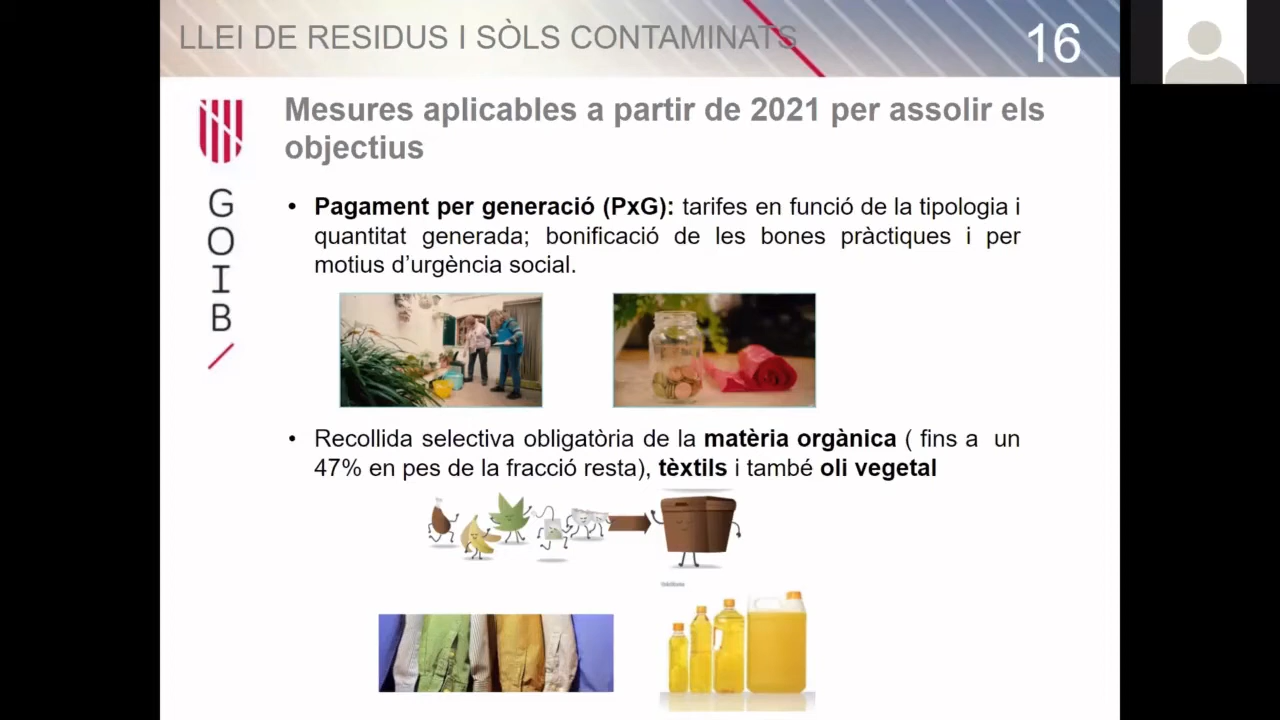 LLEI DE RESIDUS I SÒLS CONTAMINATS
16
Mesures aplicables a partir de 2021 per assolir els
objectius
G
O
I
B
/
• Pagament per generació (PxG): tarifes en funció de la tipologia i
quantitat generada; bonificació de les bones pràctiques i per
motius d’urgència social.
• Recollida selectiva obligatòria de la matèria orgànica ( fins a un
47% en pes de la fracció resta), tèxtils i també oli vegetal